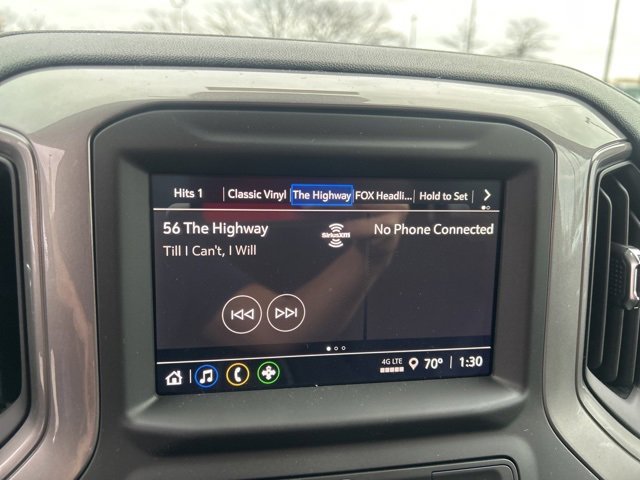 Hits 1 Classic Vinyl The Highway FOX Headli... Hold to Set
56 The Highway
SiriusXM
No Phone Connected
Till I Can't, I Will
4G LTE
70° 1:30